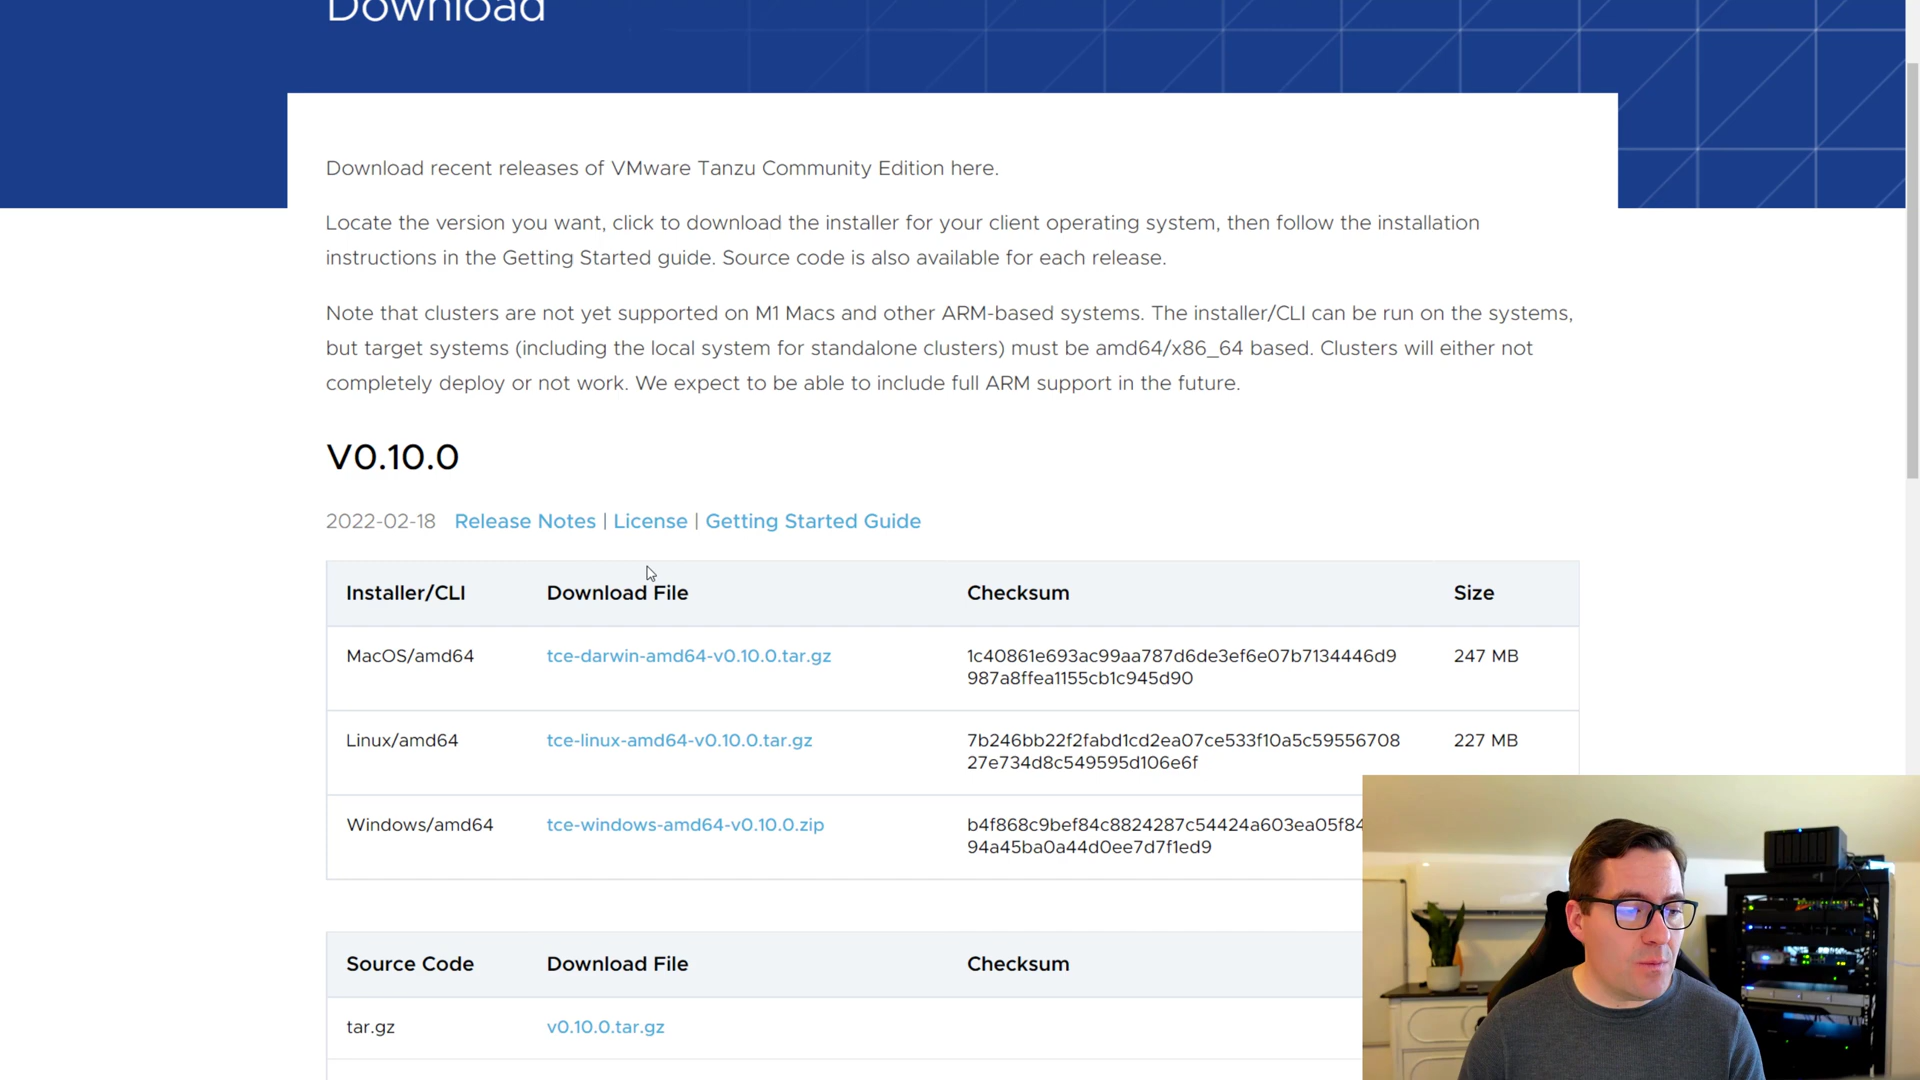 Download
Download recent releases of VMware Tanzu Community Edition here.
Locate the version you want, click to download the installer for your client operating system, then follow the installation
instructions in the Getting Started guide. Source code is also available for each release.
Note that clusters are not yet supported on M1 Macs and other ARM-based systems. The installer/CLI can be run on the systems,
but target systems (including the local system for standalone clusters) must be amd64/x86_64 based. Clusters will either not
completely deploy or not work. We expect to be able to include full ARM support in the future.
V0.10.0
2022-02-18 Release Notes | License | Getting Started Guide
Installer/CLI Download File Checksum Size
MacOS/amd64 tce-darwin-amd64-v0.10.0.tar.gz 1c40861e693ac99aa787d6de3ef6e07b7134446d9 247 MB
987a8ffea1155cb1c945d90
Linux/amd64 tce-linux-amd64-v0.10.0.tar.gz 7b246bb22f2fabd1cd2ea07ce533f10a5c59556708 227 MB
27e734d8c549595d106e6f
Windows/amd64 tce-windows-amd64-v0.10.0.zip b4f868c9bef84c8824287c54424a603ea05f84
94a45ba0a44d0ee7d7f1ed9
Source Code Download File Checksum
tar.gz v0.10.0.tar.gz